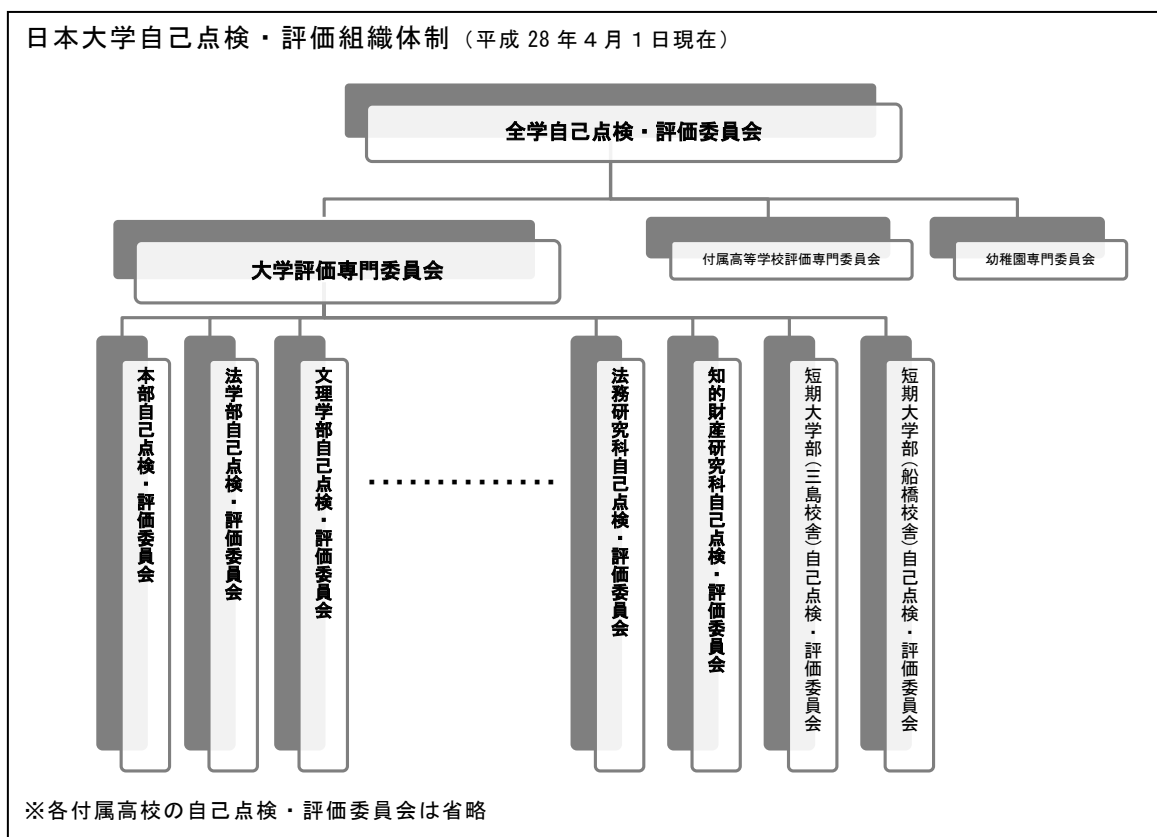 日本大学自己点検・評価組織体制（平成 28 年４月１日現在）
全学自己点検・評価委員会
大学評価専門委員会
付属高等学校評価専門委員会
幼稚園専門委員会
本部自己点検・評価委員会
法学部自己点検・評価委員会
文理学部自己点検・評価委員会
……………
法務研究科自己点検・評価委員会
知的財産研究科自己点検・評価委員会
短期大学部（三島校舎）自己点検・評価委員会
短期大学部（船橋校舎）自己点検・評価委員会
※各付属高校の自己点検・評価委員会は省略